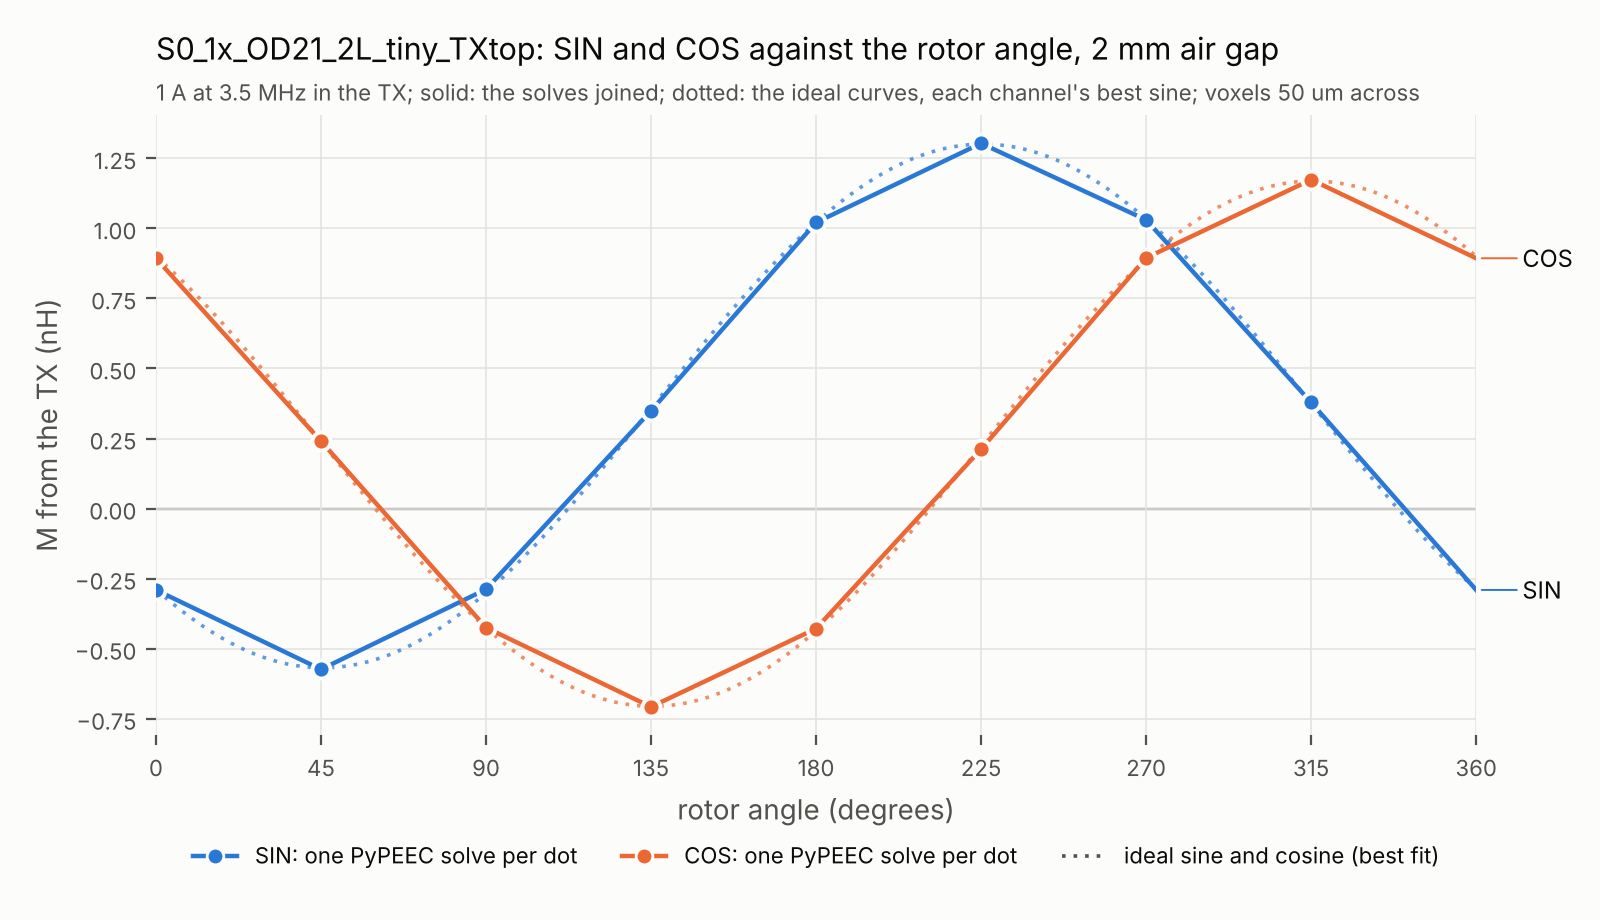 S0_1x_OD21_2L_tiny_TXtop: SIN and COS against the rotor angle, 2 mm air gap
1 A at 3.5 MHz in the TX; solid: the solves joined; dotted: the ideal curves, each channel's best sine; voxels 50 um across
M from the TX (nH)
1.25
1.00
0.75
0.50
0.25
0.00
−0.25
−0.50
−0.75
COS
SIN
0 45 90 135 180 225 270 315 360
rotor angle (degrees)
SIN: one PyPEEC solve per dot COS: one PyPEEC solve per dot ideal sine and cosine (best fit)